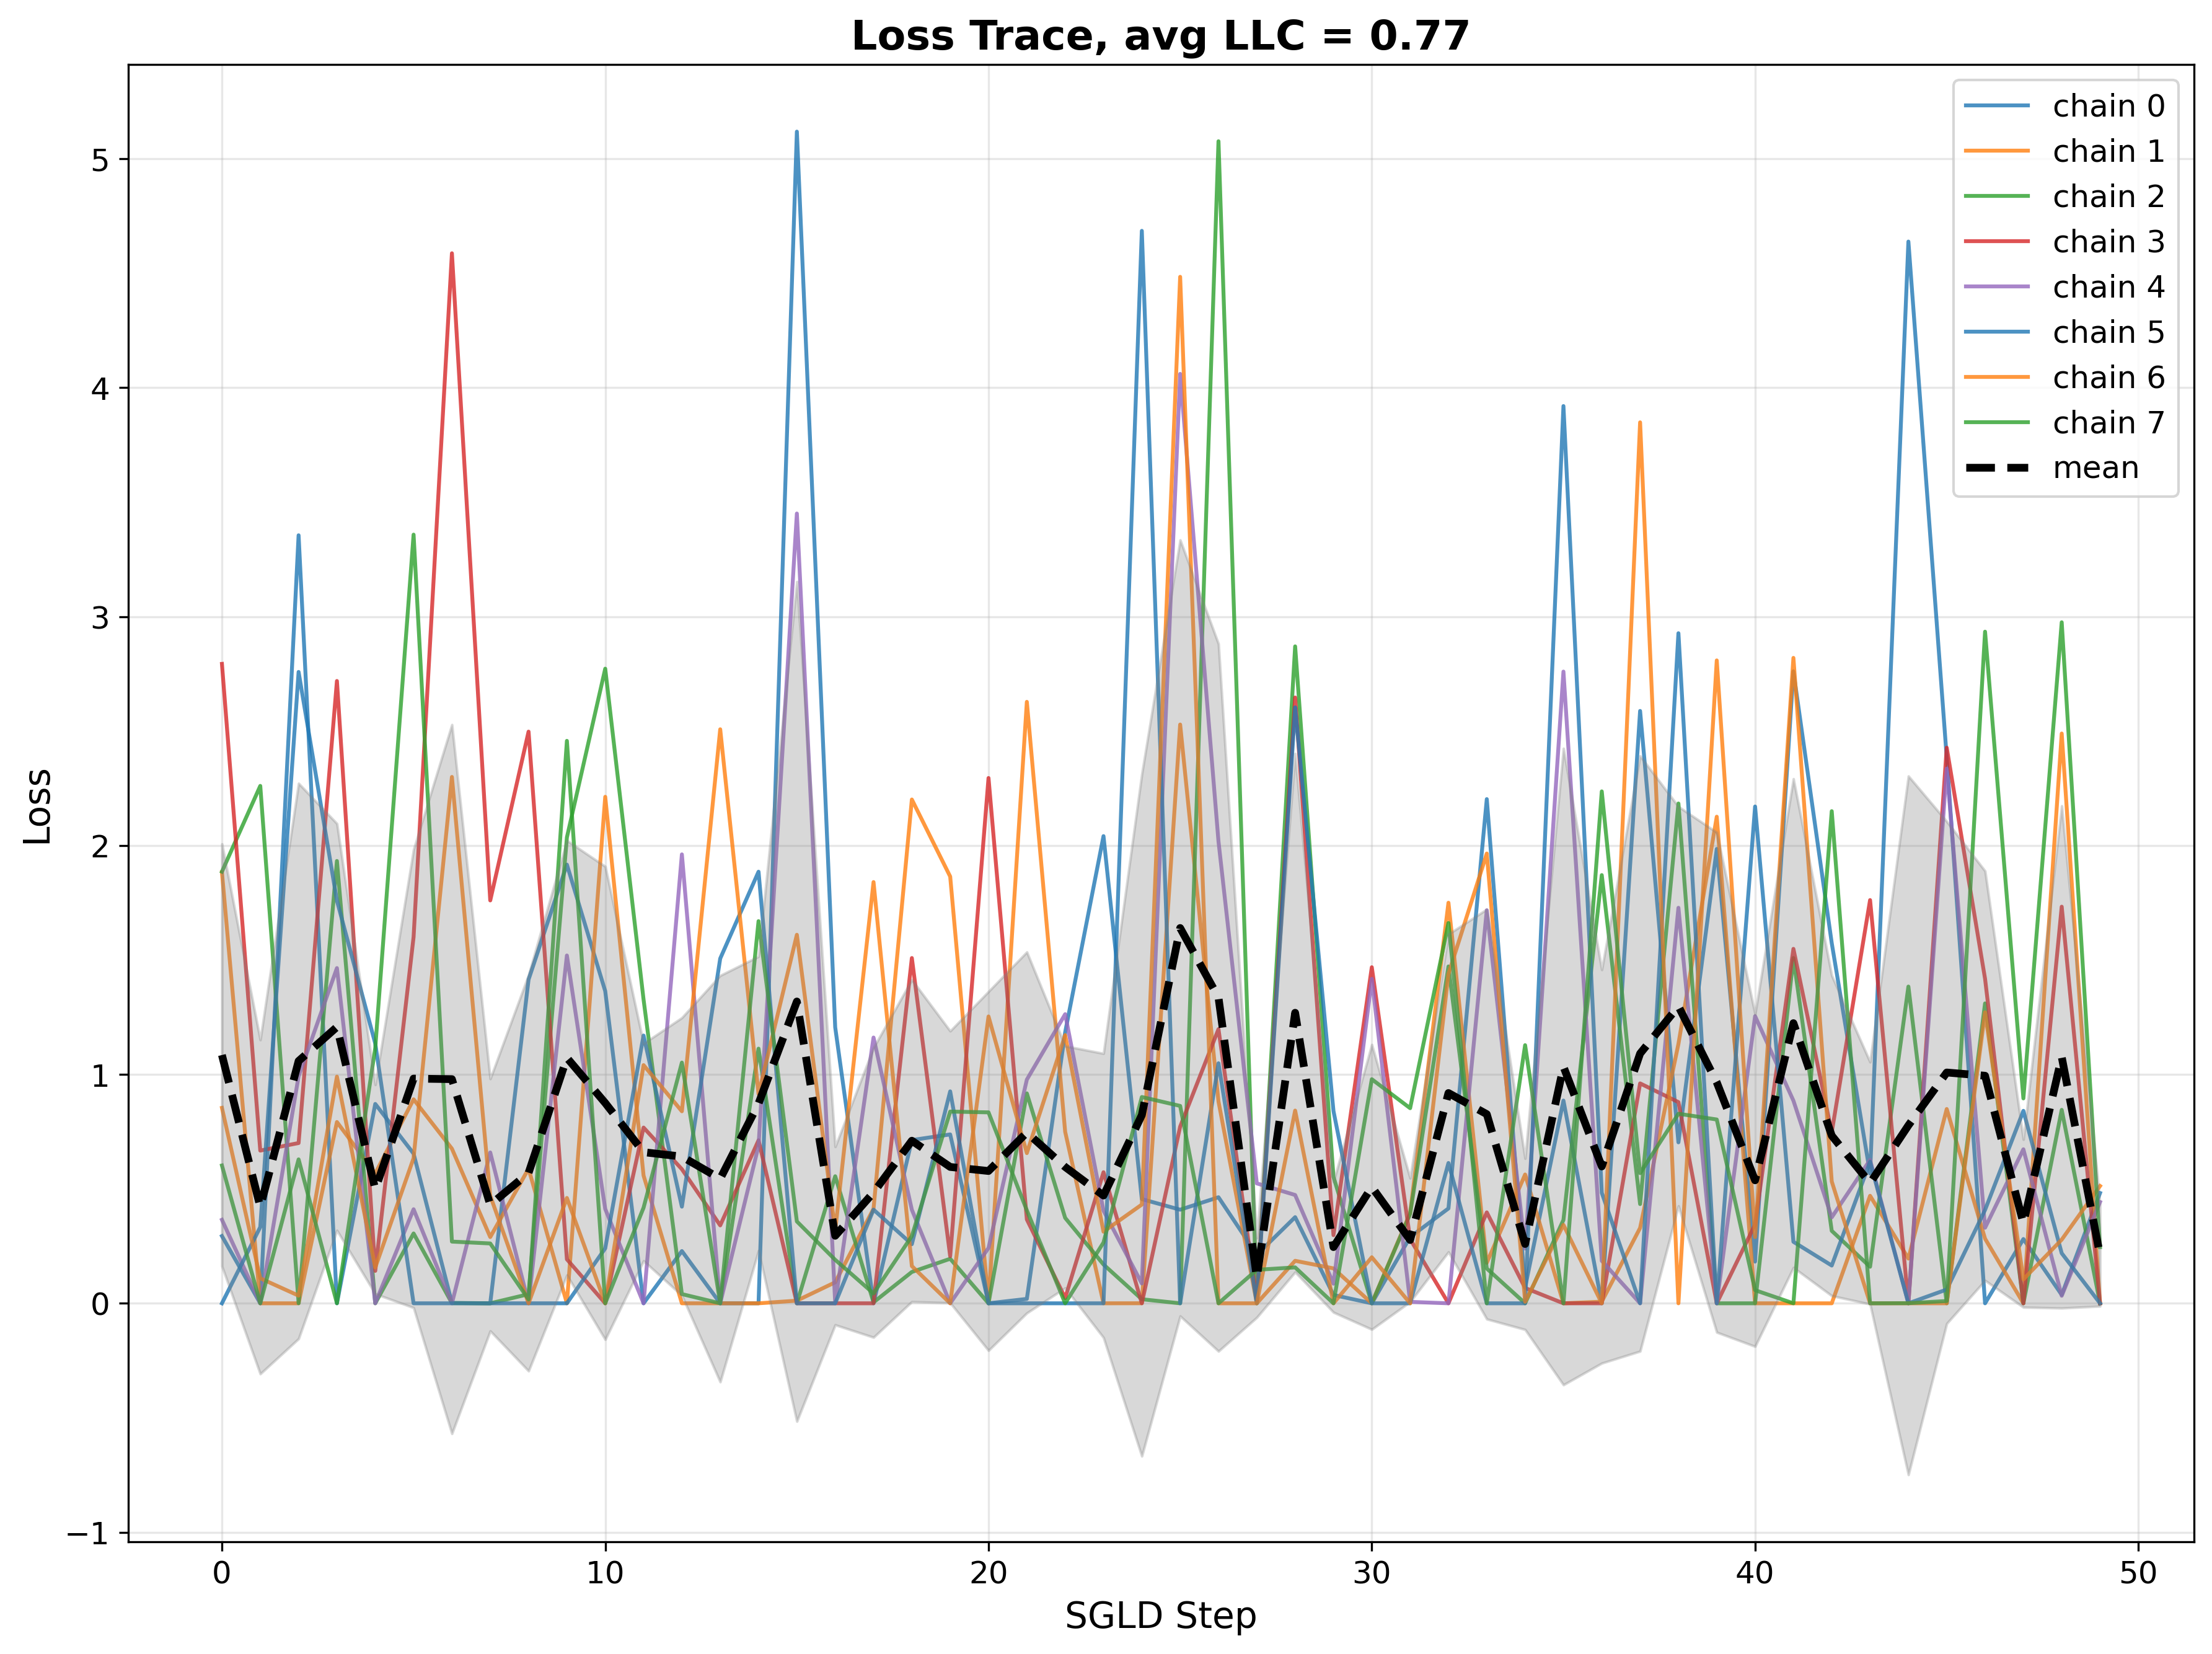 Loss Trace, avg LLC = 0.77
chain 0
chain 1
chain 2
chain 3
chain 4
chain 5
chain 6
chain 7
mean
5
4
3
2
1
0
−1
Loss
0 10 20 30 40 50
SGLD Step